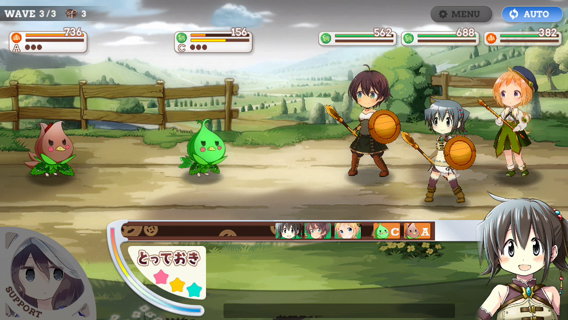 WAVE 3/3 3
MENU
AUTO
736
A
156
C
562
688
382
C A
とっておき
SUPPORT